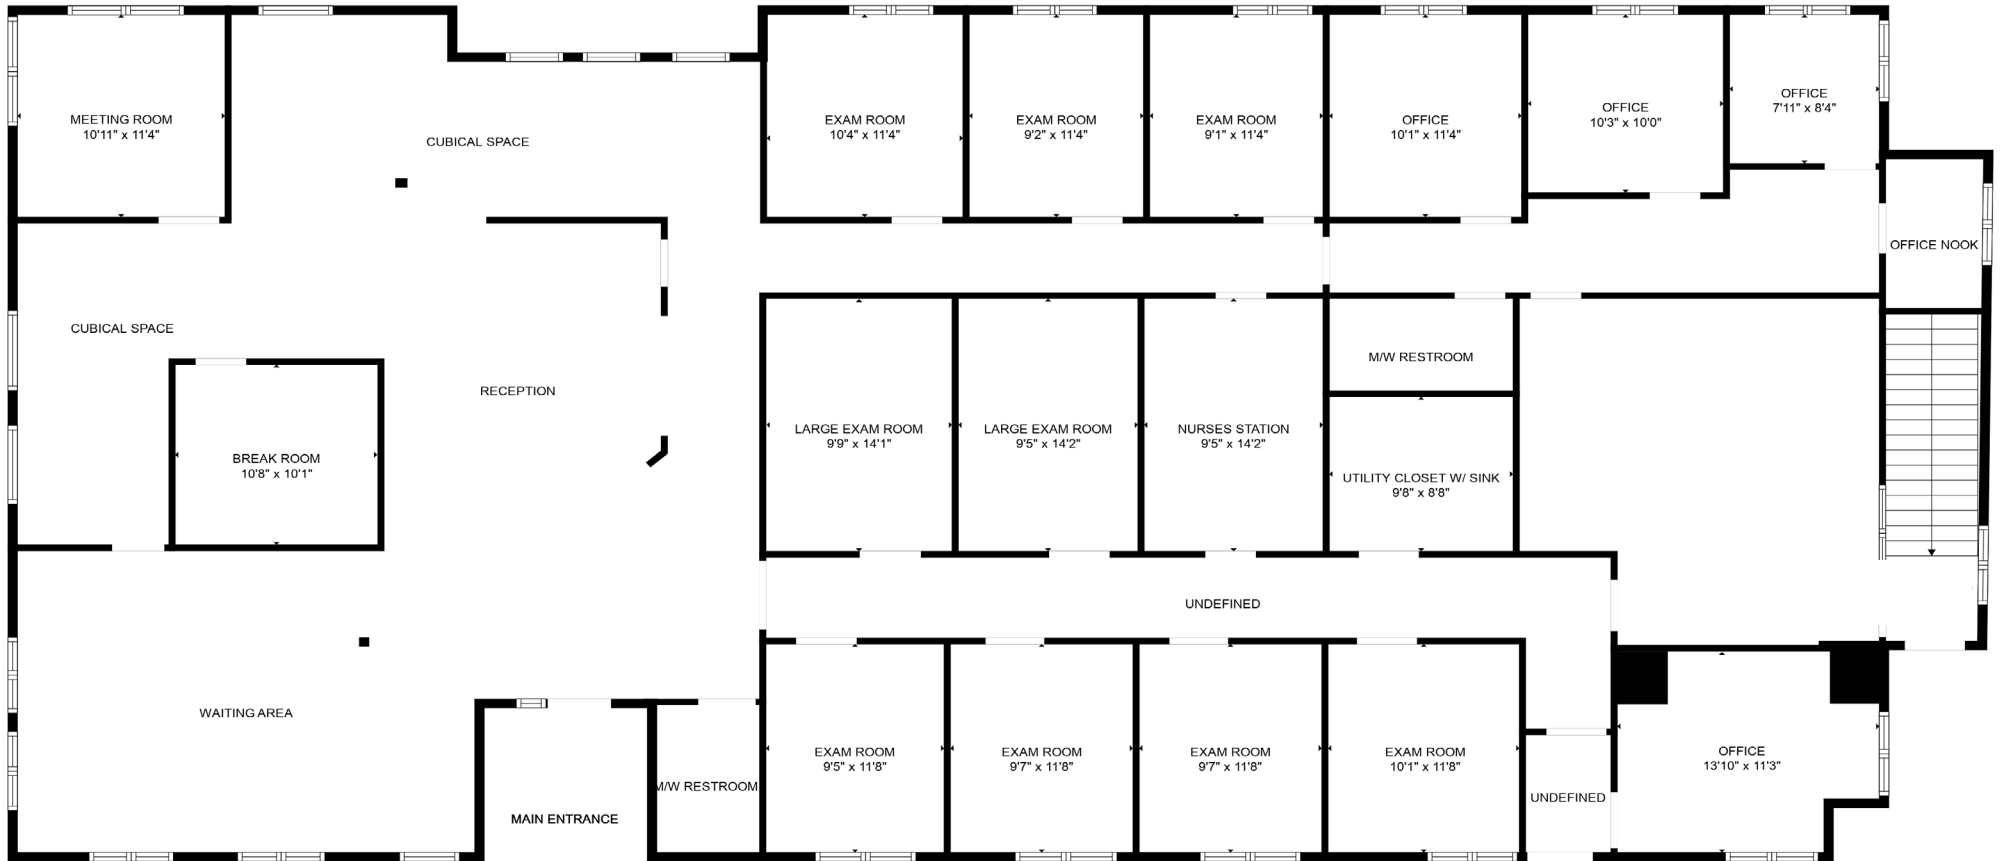 MEETING ROOM
10'11" x 11'4"
CUBICAL SPACE
EXAM ROOM
10'4" x 11'4"
EXAM ROOM
9'2" x 11'4"
EXAM ROOM
9'1" x 11'4"
OFFICE
10'1" x 11'4"
OFFICE
10'3" x 10'0"
OFFICE
7'11" x 8'4"
OFFICE NOOK
CUBICAL SPACE
RECEPTION
BREAK ROOM
10'8" x 10'1"
LARGE EXAM ROOM
9'9" x 14'1"
LARGE EXAM ROOM
9'5" x 14'2"
NURSES STATION
9'5" x 14'2"
M/W RESTROOM
UTILITY CLOSET W/ SINK
9'8" x 8'8"
UNDEFINED
WAITING AREA
MAIN ENTRANCE
M/W RESTROOM
EXAM ROOM
9'5" x 11'8"
EXAM ROOM
9'7" x 11'8"
EXAM ROOM
9'7" x 11'8"
EXAM ROOM
10'1" x 11'8"
UNDEFINED
OFFICE
13'10" x 11'3"